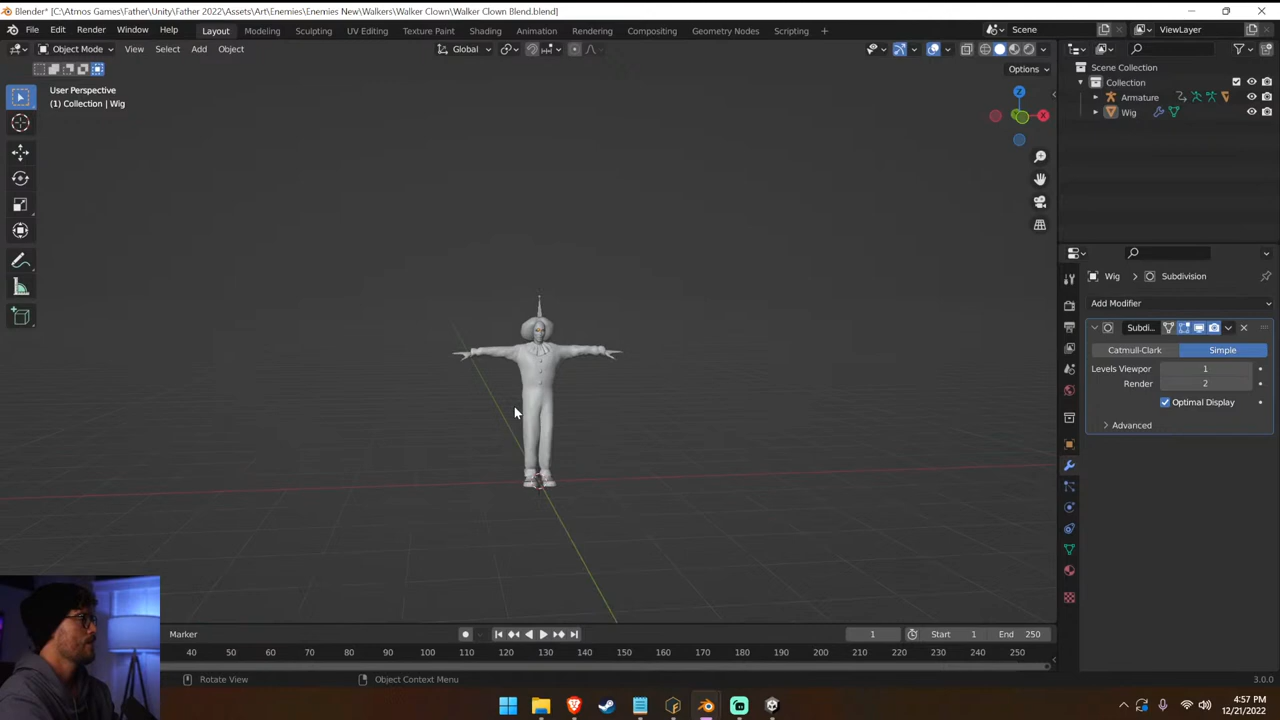 Blender* [C:\Atmos Games\Father\Unity\Father 2022\Assets\Art\Enemies\Enemies New\Walkers\Walker Clown\Walker Clown Blend.blend]
File Edit Render Window Help Layout Modeling Sculpting UV Editing Texture Paint Shading Animation Rendering Compositing Geometry Nodes Scripting + Scene ViewLayer
Object Mode View Select Add Object Global
Options
User Perspective
(1) Collection | Wig
Z
X
Scene Collection
Collection
Armature
Wig
Wig > Subdivision
Add Modifier
Subdi...
Catmull-Clark Simple
Levels Viewpor 1
Render 2
Optimal Display
Advanced
Marker 1 Start 1 End 250
40 50 60 70 80 90 100 110 120 130 140 150 160 170 180 190 200 210 220 230 240 250
Rotate View Object Context Menu 3.0.0
4:57 PM
12/21/2022